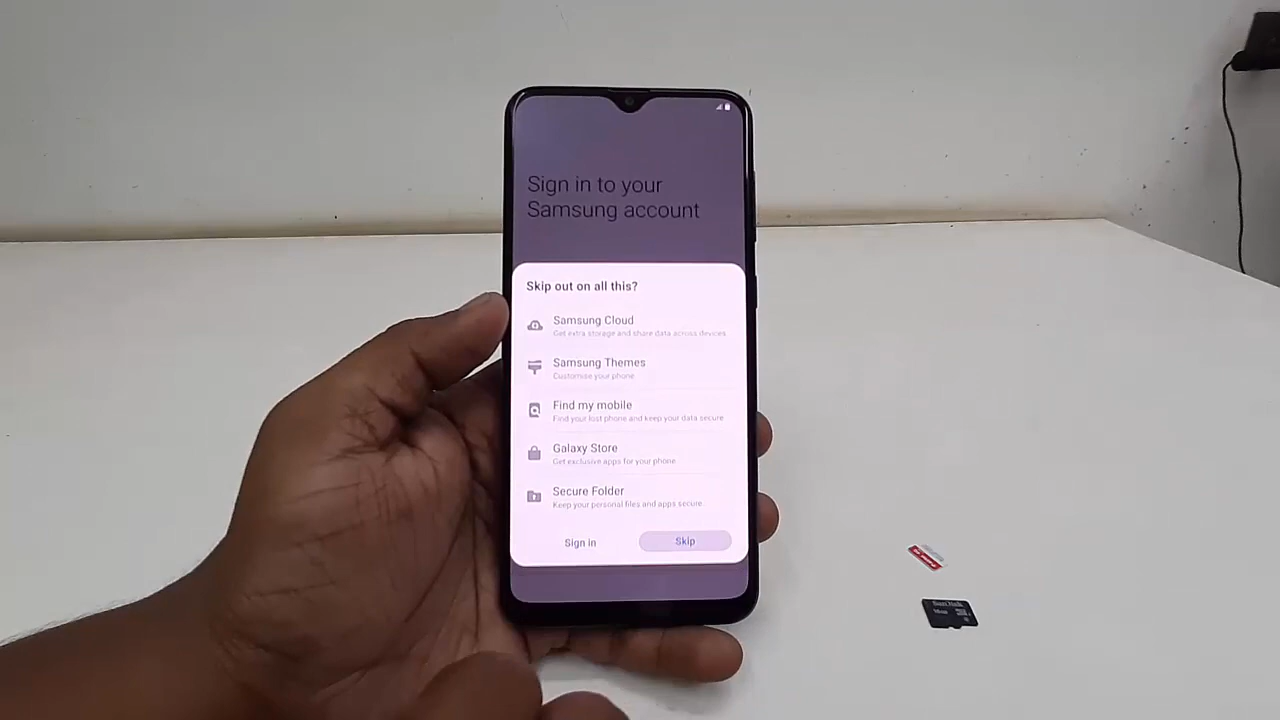 Sign in to your
Samsung account
Skip out on all this?
Samsung Cloud
Get extra storage and share data across devices.
Samsung Themes
Customise your phone.
Find my mobile
Find your lost phone and keep your data secure.
Galaxy Store
Get exclusive apps for your phone.
Secure Folder
Keep your personal files and apps secure.
Sign in
Skip
SanDisk